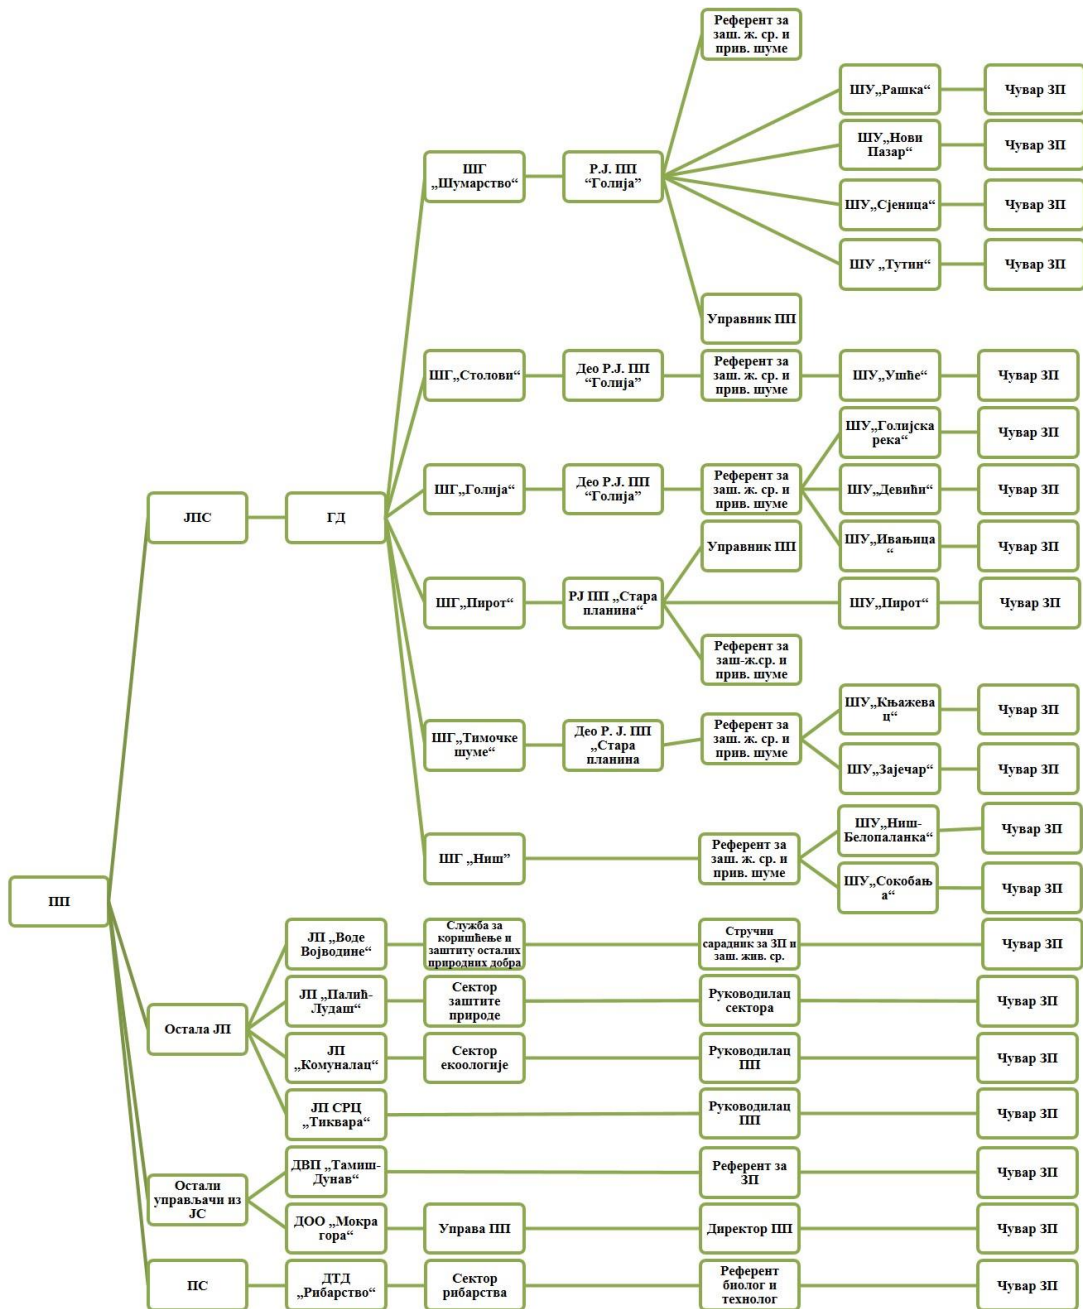 Референт за
заш. ж. ср. и
прив. шуме
ШУ„Рашка“
Чувар ЗП
ШУ„Нови
Пазар“
Чувар ЗП
ШГ
„Шумарство“
Р.Ј. ПП
“Голија”
ШУ„Сјеница“
Чувар ЗП
ШУ „Тутин“
Чувар ЗП
Управник ПП
ШГ„Столови“
Део Р.Ј. ПП
“Голија”
Референт за
заш. ж. ср. и
прив. шуме
ШУ„Ушће“
Чувар ЗП
ШУ„Голијска
река“
Чувар ЗП
ШГ„Голија“
Део Р.Ј. ПП
“Голија”
Референт за
заш. ж. ср. и
прив. шуме
ШУ„Девићи“
Чувар ЗП
ЈПС
ГД
Управник ПП
ШУ„Ивањица
“
Чувар ЗП
ШГ„Пирот“
РЈ ПП „Стара
планина“
ШУ„Пирот“
Чувар ЗП
Референт за
заш-ж.ср. и
прив. шуме
ШУ„Књажева
ц“
Чувар ЗП
ШГ„Тимочке
шуме“
Део Р. Ј. ПП
„Стара
планина
Референт за
заш. ж. ср. и
прив. шуме
ШУ„Зајечар“
Чувар ЗП
ШУ„Ниш-
Белопаланка“
Чувар ЗП
ШГ „Ниш”
Референт за
заш. ж. ср. и
прив. шуме
ШУ„Сокобањ
а“
Чувар ЗП
ПП
ЈП „Воде
Војводине“
Служба за
коришћење и
заштиту осталих
природних добра
Стручни
сарадник за ЗП и
заш. жив. ср.
Чувар ЗП
Остала ЈП
ЈП „Палић-
Лудаш“
Сектор
заштите
природе
Руководилац
сектора
Чувар ЗП
ЈП
„Комуналац“
Сектор
екоологије
Руководилац
ПП
Чувар ЗП
ЈП СРЦ
„Тиквара“
Руководилац
ПП
Чувар ЗП
Остали
управљачи из
ЈС
ДВП „Тамиш-
Дунав“
Референт за
ЗП
Чувар ЗП
ДОО „Мокра
гора“
Управа ПП
Директор ПП
Чувар ЗП
ПС
ДТД
„Рибарство“
Сектор
рибарства
Референт
биолог и
технолог
Чувар ЗП